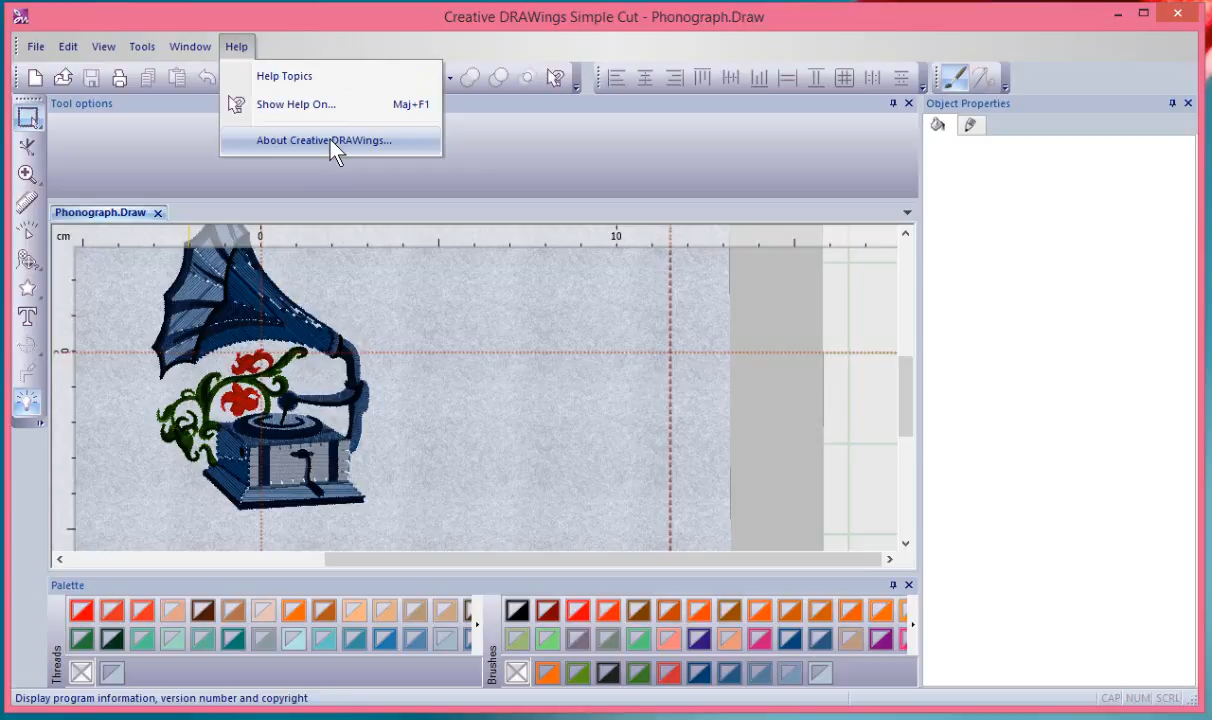 Creative DRAWings Simple Cut - Phonograph.Draw
File Edit View Tools Window Help
Help Topics
Show Help On... Maj+F1
About Creative DRAWings...
Tool options
Object Properties
Phonograph.Draw
cm 0 10
0
Palette
Threads
Brushes
Display program information, version number and copyright
CAP NUM SCRL